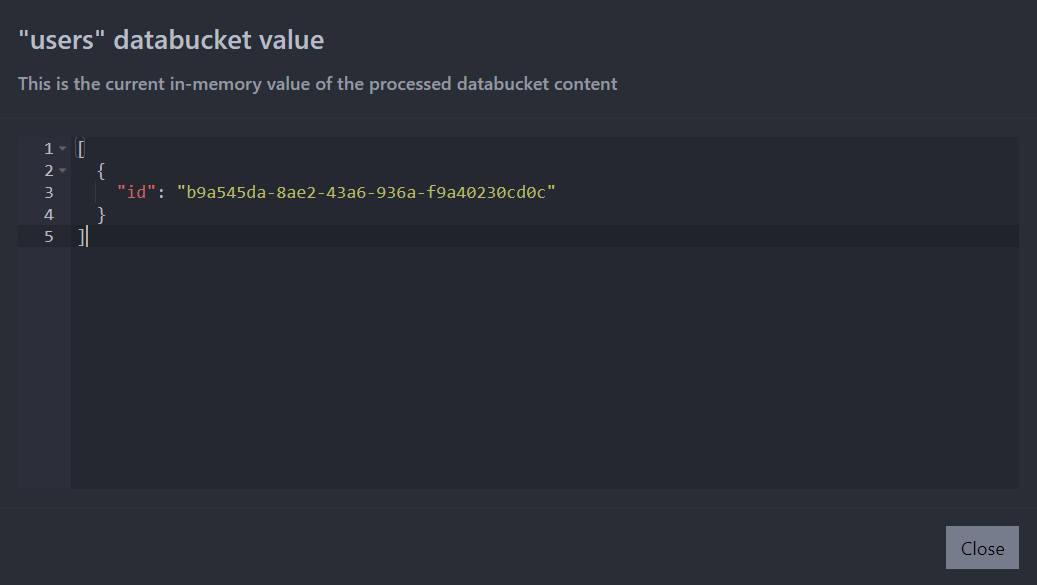 "users" databucket value
This is the current in-memory value of the processed databucket content
1 [
2   {
3     "id": "b9a545da-8ae2-43a6-936a-f9a40230cd0c"
4   }
5 ]
Close